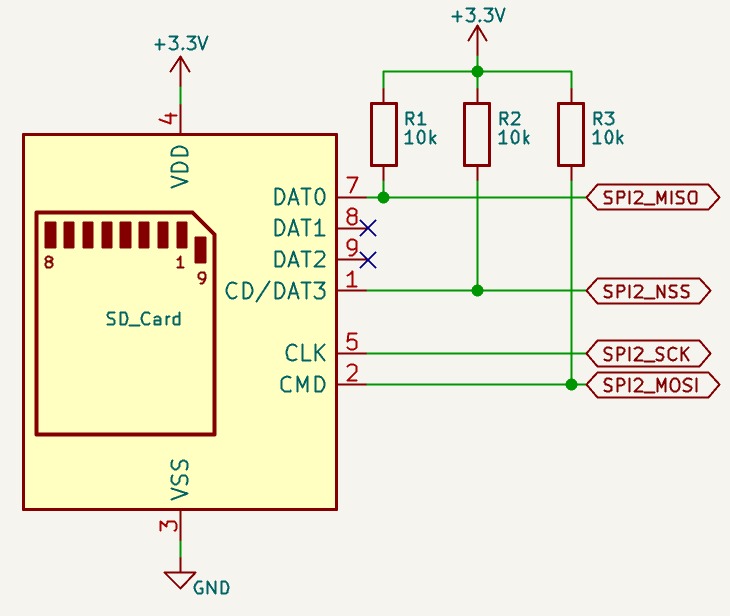 +3.3V
+3.3V
4
VDD
R1
10k
R2
10k
R3
10k
DAT0
7
SPI2_MISO
DAT1
8
DAT2
9
8
1
9
CD/DAT3
1
SPI2_NSS
SD_Card
CLK
5
SPI2_SCK
CMD
2
SPI2_MOSI
VSS
3
GND